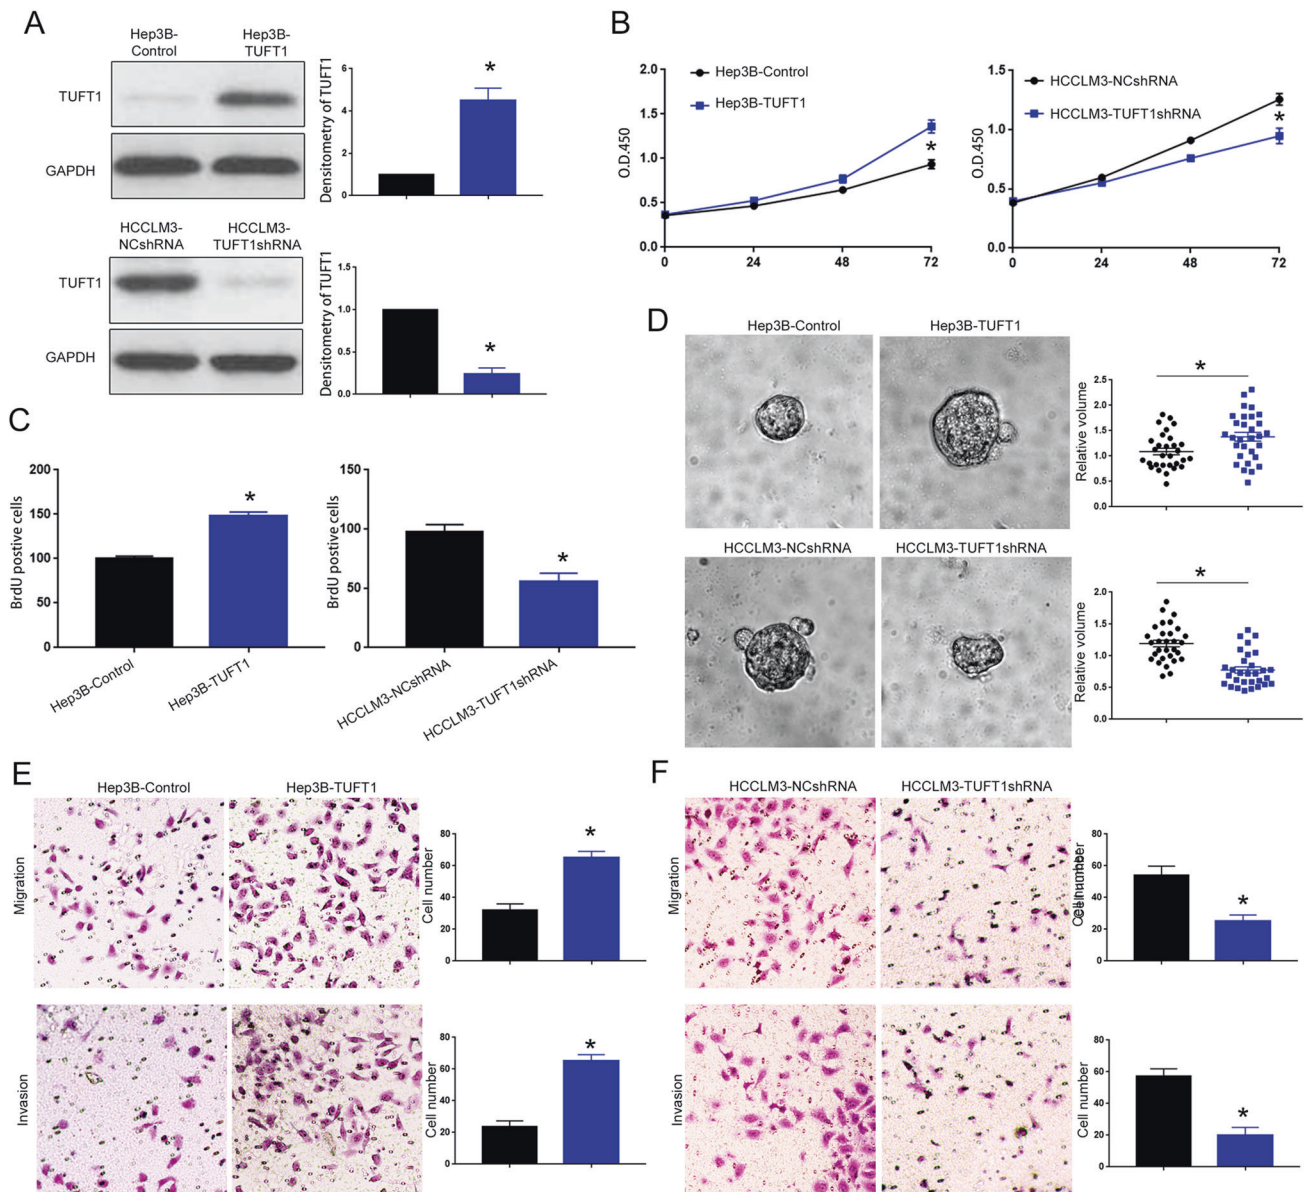 A
Hep3B-
Control
Hep3B-
TUFT1
TUFT1
GAPDH
Densitometry of TUFT1
6
4
2
0
*
HCCLM3-
NCshRNA
HCCLM3-
TUFT1shRNA
TUFT1
GAPDH
Densitometry of TUFT1
1.5
1.0
0.5
0.0
*
B
O.D.450
2.0
1.5
1.0
0.5
0.0
0
24
48
72
Hep3B-Control
Hep3B-TUFT1
*
O.D.450
1.5
1.0
0.5
0.0
0
24
48
72
HCCLM3-NCshRNA
HCCLM3-TUFT1shRNA
*
C
BrdU postive cells
200
150
100
50
0
*
Hep3B-Control
Hep3B-TUFT1
BrdU postive cells
150
100
50
0
*
HCCLM3-NCshRNA
HCCLM3-TUFT1shRNA
D
Hep3B-Control
Hep3B-TUFT1
Relative volume
2.5
2.0
1.5
1.0
0.5
0.0
*
HCCLM3-NCshRNA
HCCLM3-TUFT1shRNA
Relative volume
2.0
1.5
1.0
0.5
0.0
*
E
Hep3B-Control
Hep3B-TUFT1
Migration
Cell number
80
60
40
20
0
*
Invasion
Cell number
80
60
40
20
0
*
F
HCCLM3-NCshRNA
HCCLM3-TUFT1shRNA
Migration
Cell number
80
60
40
20
0
*
Invasion
Cell number
80
60
40
20
0
*